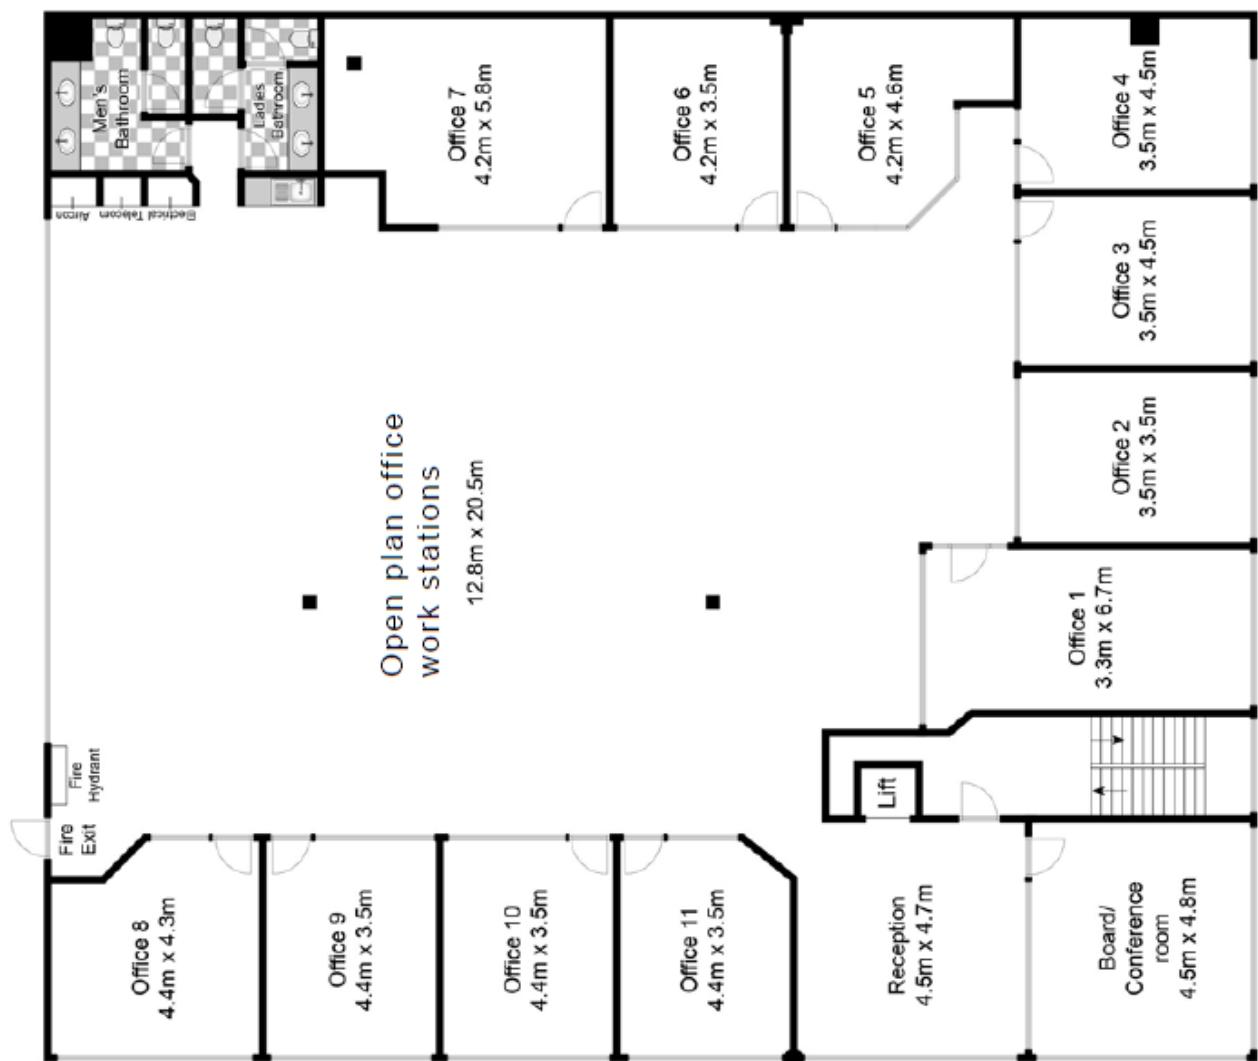 Men's
Bathroom
Ladies
Bathroom
Aircon
Telecom
Electrical
Office 7
4.2m x 5.8m
Office 6
4.2m x 3.5m
Office 5
4.2m x 4.6m
Office 4
3.5m x 4.5m
Office 3
3.5m x 4.5m
Office 2
3.5m x 3.5m
Open plan office
work stations
12.8m x 20.5m
Office 1
3.3m x 6.7m
Fire
Hydrant
Fire
Exit
Lift
Office 8
4.4m x 4.3m
Office 9
4.4m x 3.5m
Office 10
4.4m x 3.5m
Office 11
4.4m x 3.5m
Reception
4.5m x 4.7m
Board/
Conference
room
4.5m x 4.8m